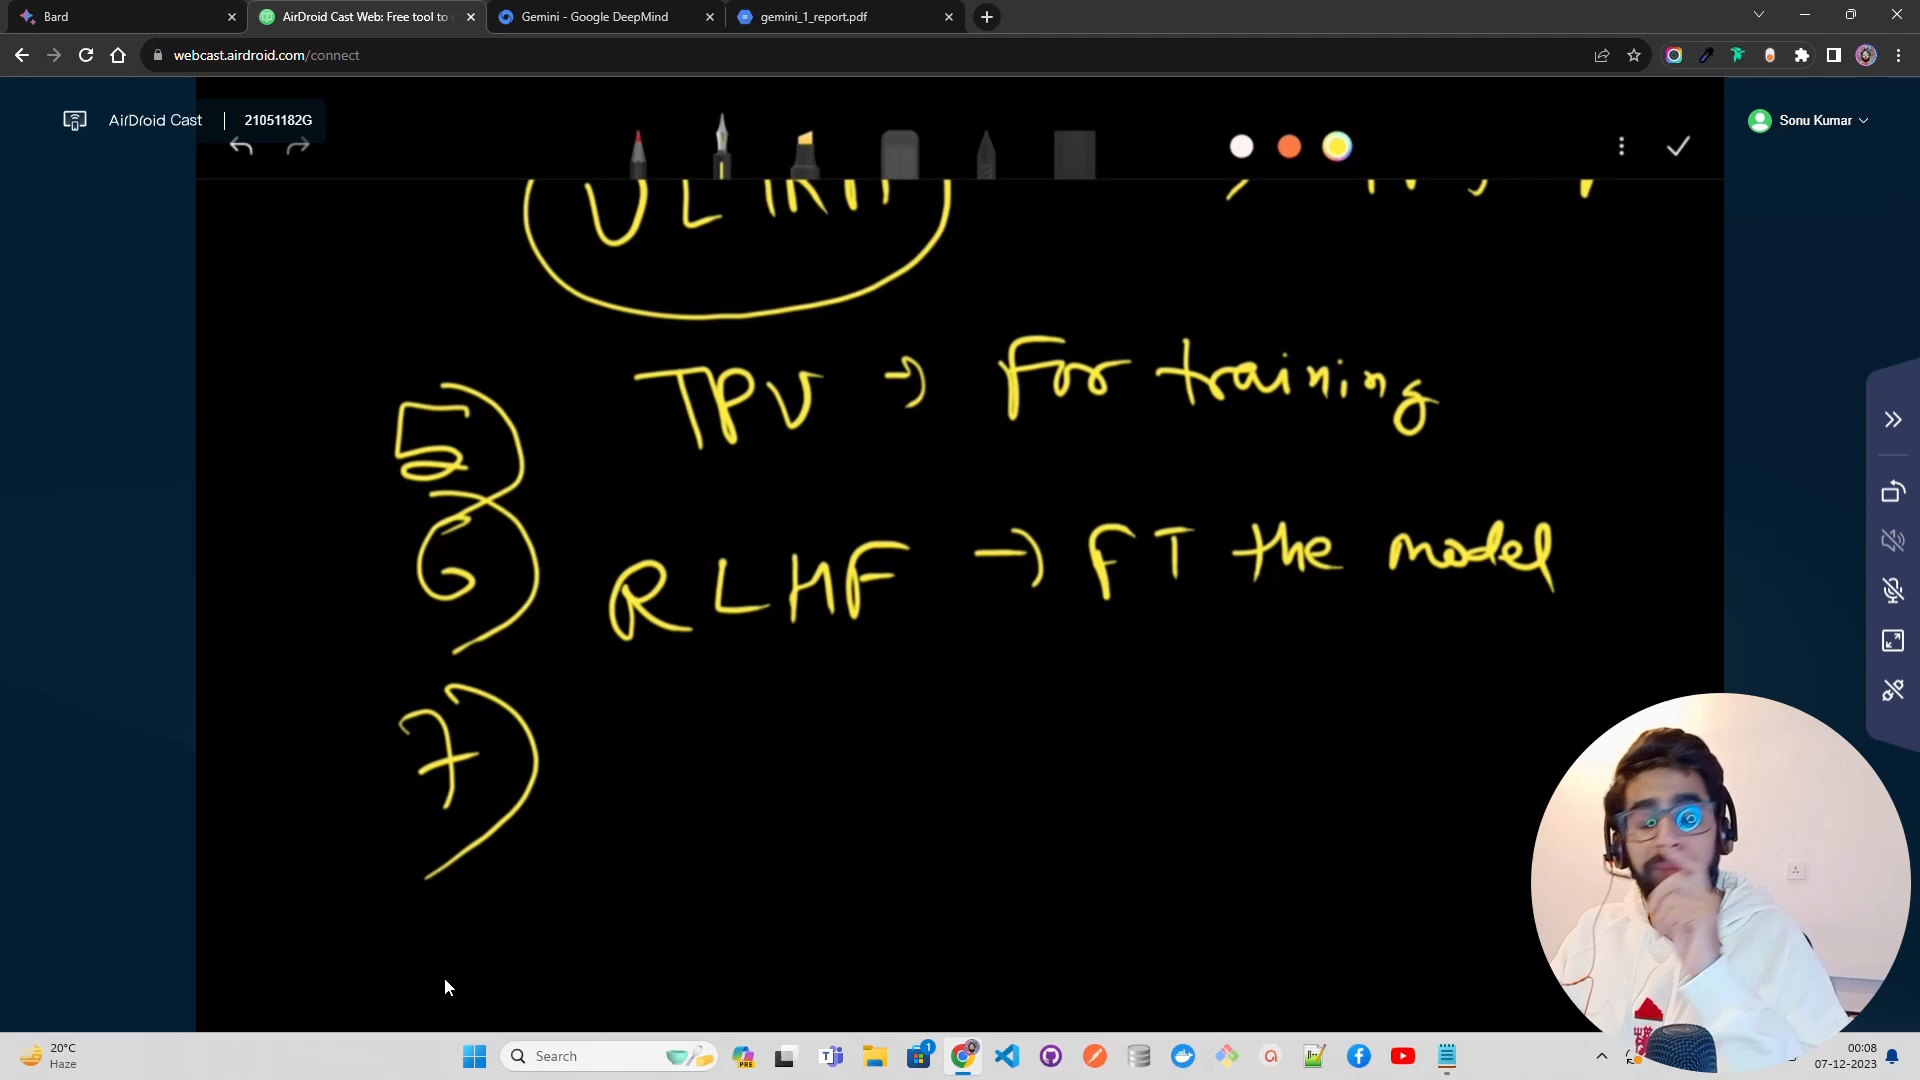 Bard
AirDroid Cast Web: Free tool to
Gemini - Google DeepMind
gemini_1_report.pdf
webcast.airdroid.com/connect
AirDroid Cast
21051182G
Sonu Kumar
5) TPU → For training
6) RLHF → FT the model
7)
20°C
Haze
Search
PRE
1
00:08
07-12-2023